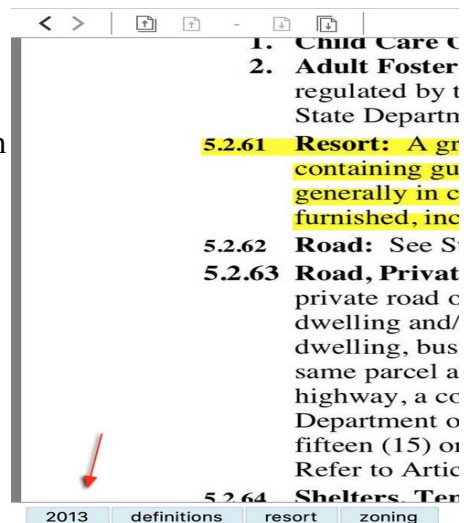 1. Child Care
2. Adult Foster
regulated by
State Departm
5.2.61 Resort: A gr
containing gu
generally in c
furnished, inc
5.2.62 Road: See S
5.2.63 Road, Privat
private road o
dwelling and/
dwelling, bus
same parcel a
highway, a co
Department o
fifteen (15) or
Refer to Artic
5.2.64 Shelters, Ten
2013 definitions resort zoning